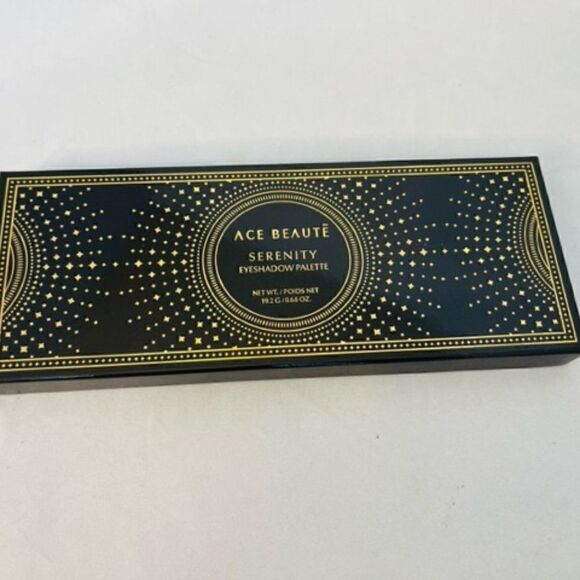 ACE BEAUTĒ
SERENITY
EYESHADOW PALETTE
NET WT. / POIDS NET
19.2 G / 0.68 OZ.